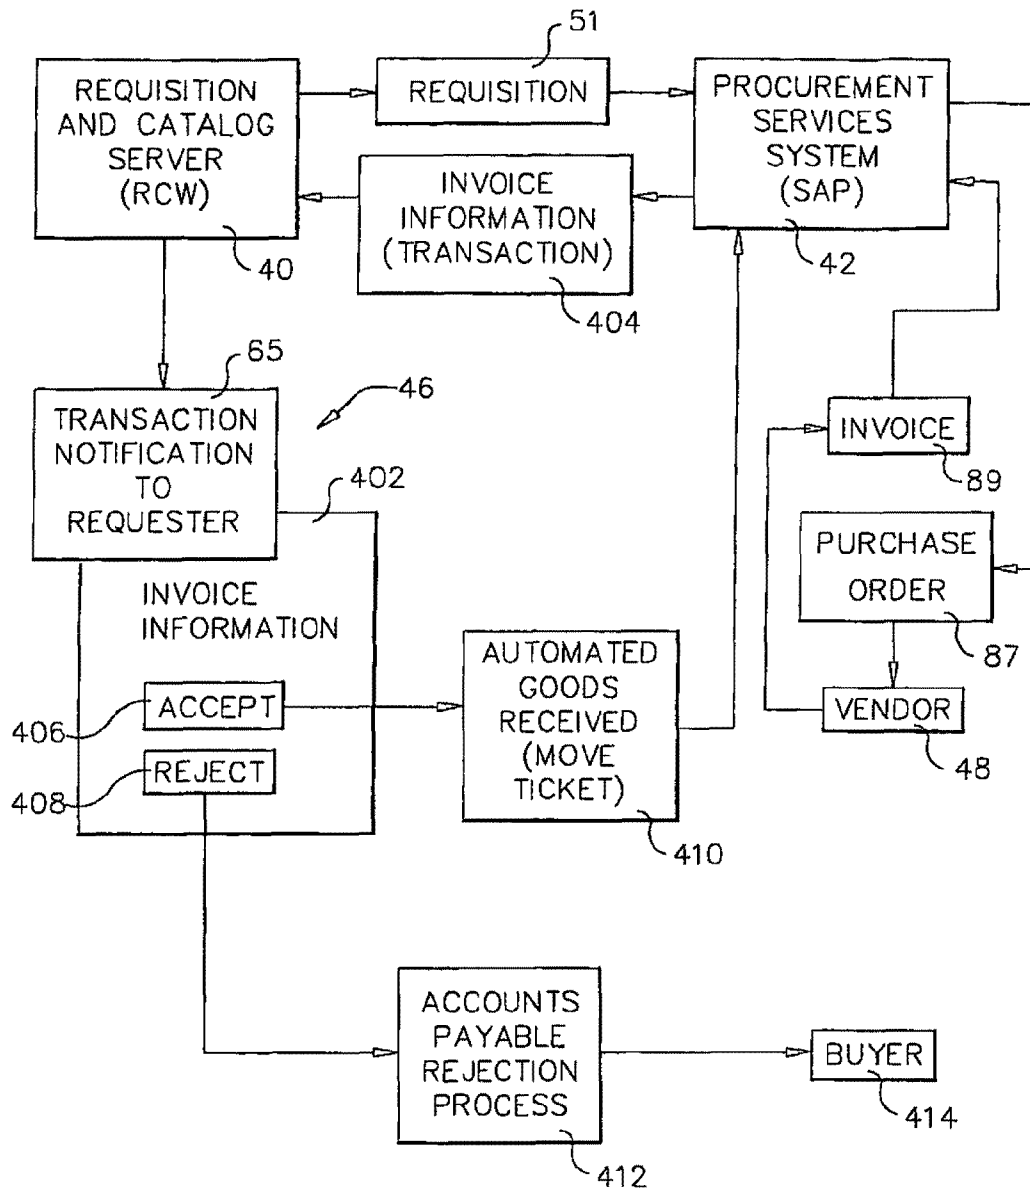 51
REQUISITION
AND CATALOG
SERVER
(RCW)
40
REQUISITION
PROCUREMENT
SERVICES
SYSTEM
(SAP)
42
INVOICE
INFORMATION
(TRANSACTION)
404
65
TRANSACTION
NOTIFICATION
TO
REQUESTER
46
402
INVOICE
89
PURCHASE
ORDER
87
VENDOR
48
INVOICE
INFORMATION
406
ACCEPT
408
REJECT
AUTOMATED
GOODS
RECEIVED
(MOVE
TICKET)
410
ACCOUNTS
PAYABLE
REJECTION
PROCESS
412
BUYER
414